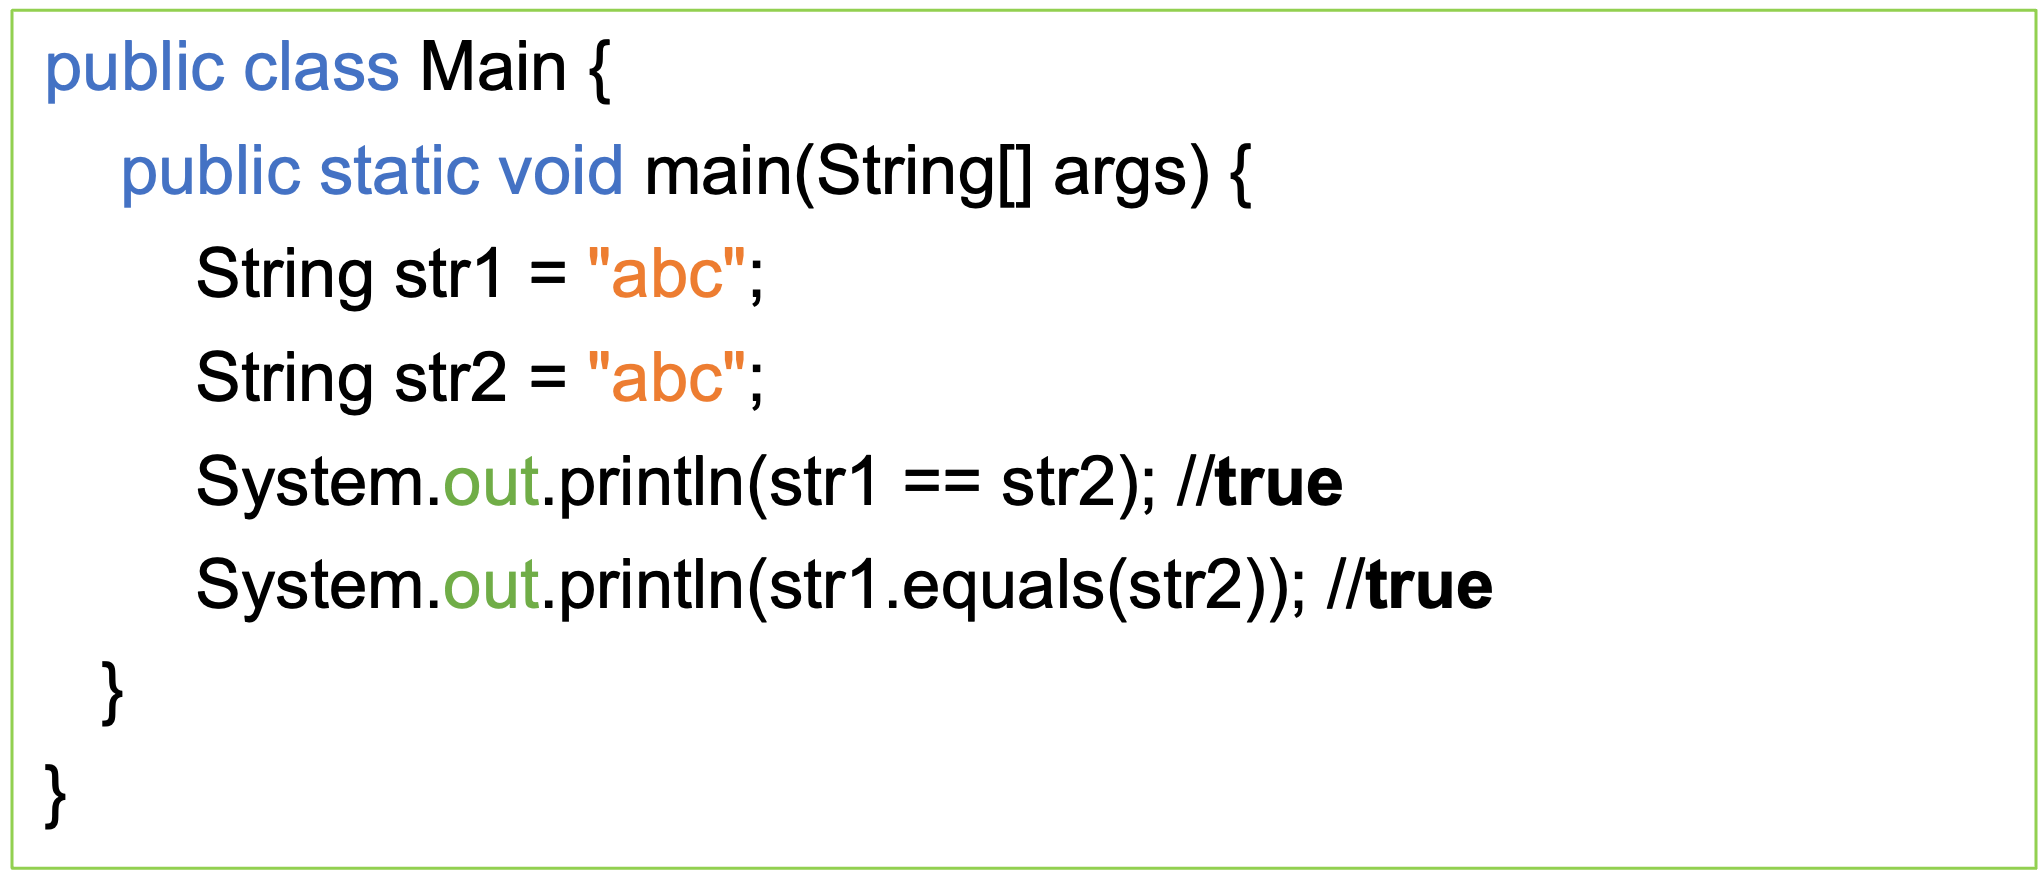 public class Main {
public static void main(String[] args) {
String str1 = "abc";
String str2 = "abc";
System.out.println(str1 == str2); //true
System.out.println(str1.equals(str2)); //true
}
}